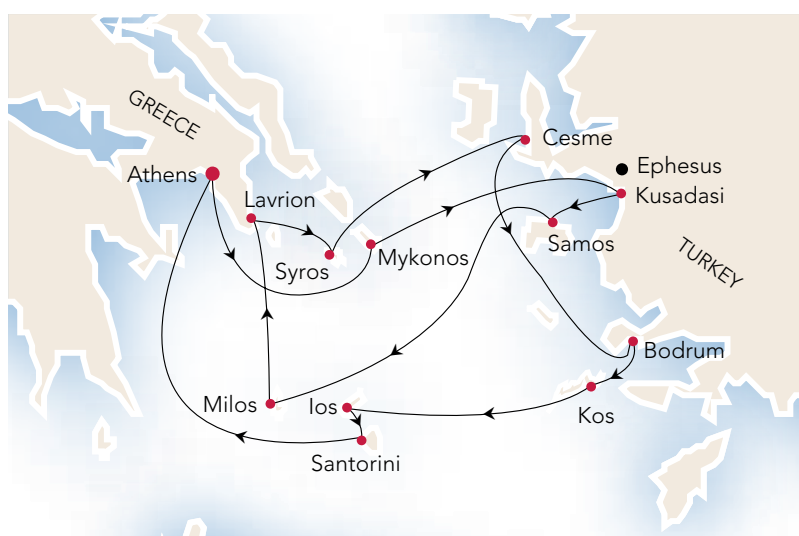 GREECE
Cesme
Ephesus
Athens
Kusadasi
Lavrion
Samos
Mykonos
Syros
TURKEY
Bodrum
Milos
Ios
Kos
Santorini